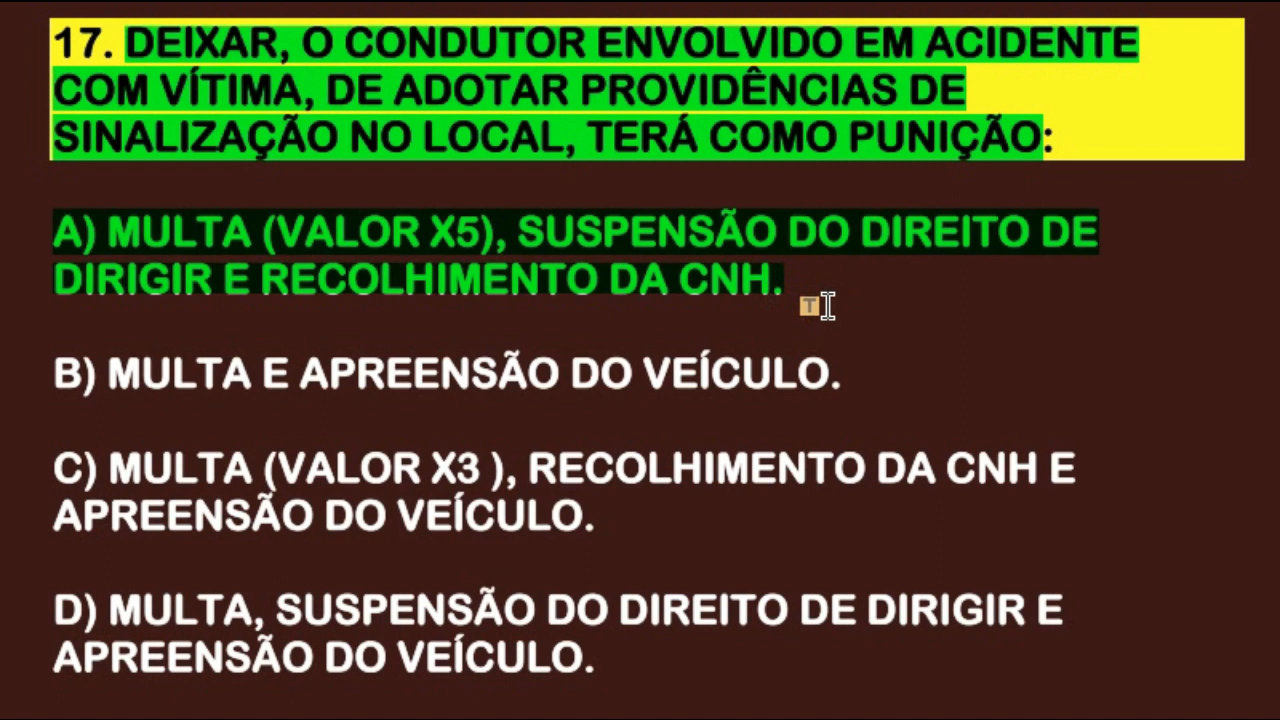 17. DEIXAR, O CONDUTOR ENVOLVIDO EM ACIDENTE
COM VÍTIMA, DE ADOTAR PROVIDÊNCIAS DE
SINALIZAÇÃO NO LOCAL, TERÁ COMO PUNIÇÃO:
A) MULTA (VALOR X5), SUSPENSÃO DO DIREITO DE
DIRIGIR E RECOLHIMENTO DA CNH.
T
B) MULTA E APREENSÃO DO VEÍCULO.
C) MULTA (VALOR X3 ), RECOLHIMENTO DA CNH E
APREENSÃO DO VEÍCULO.
D) MULTA, SUSPENSÃO DO DIREITO DE DIRIGIR E
APREENSÃO DO VEÍCULO.